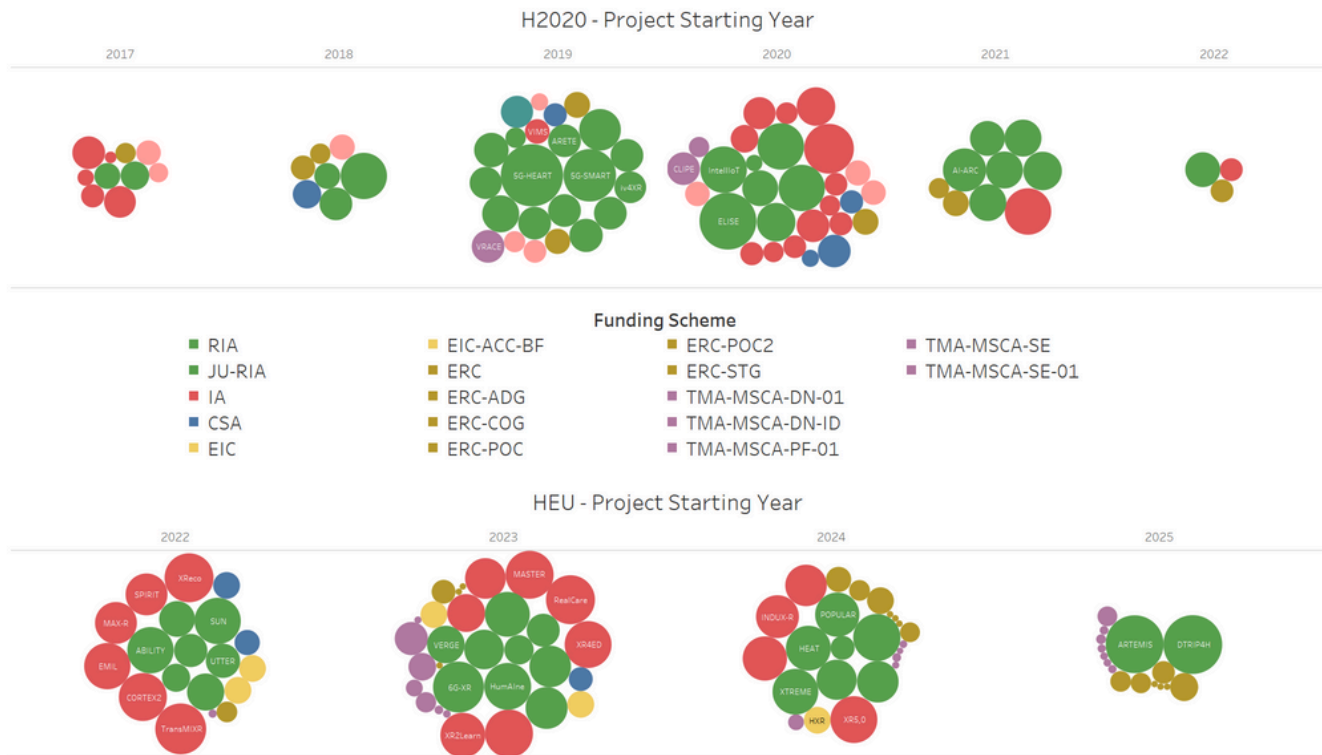 H2020 - Project Starting Year
2017 2018 2019 2020 2021 2022
VIMS
ARETE
SG-HEART SG-SMART
iv4XR
VRACE
CLIPE
IntellIoT
ELISE
AI-ARC
Funding Scheme
RIA EIC-ACC-BF ERC-POC2 TMA-MSCA-SE
JU-RIA ERC ERC-STG TMA-MSCA-SE-01
IA ERC-ADG TMA-MSCA-DN-01
CSA ERC-COG TMA-MSCA-DN-ID
EIC ERC-POC TMA-MSCA-PF-01
HEU - Project Starting Year
2022 2023 2024 2025
XReco
SPIRIT
MAX-R
SUN
ABILITY
UTTER
EMIL
CORTEX2
TransMIXR
MASTER
RealCare
VERGE
XR4ED
6G-XR HumAIne
XR2Learn
INDUX-R
POPULAR
HEAT
XTREME
HXR
XR5,0
ARTEMIS
DTRIP4H